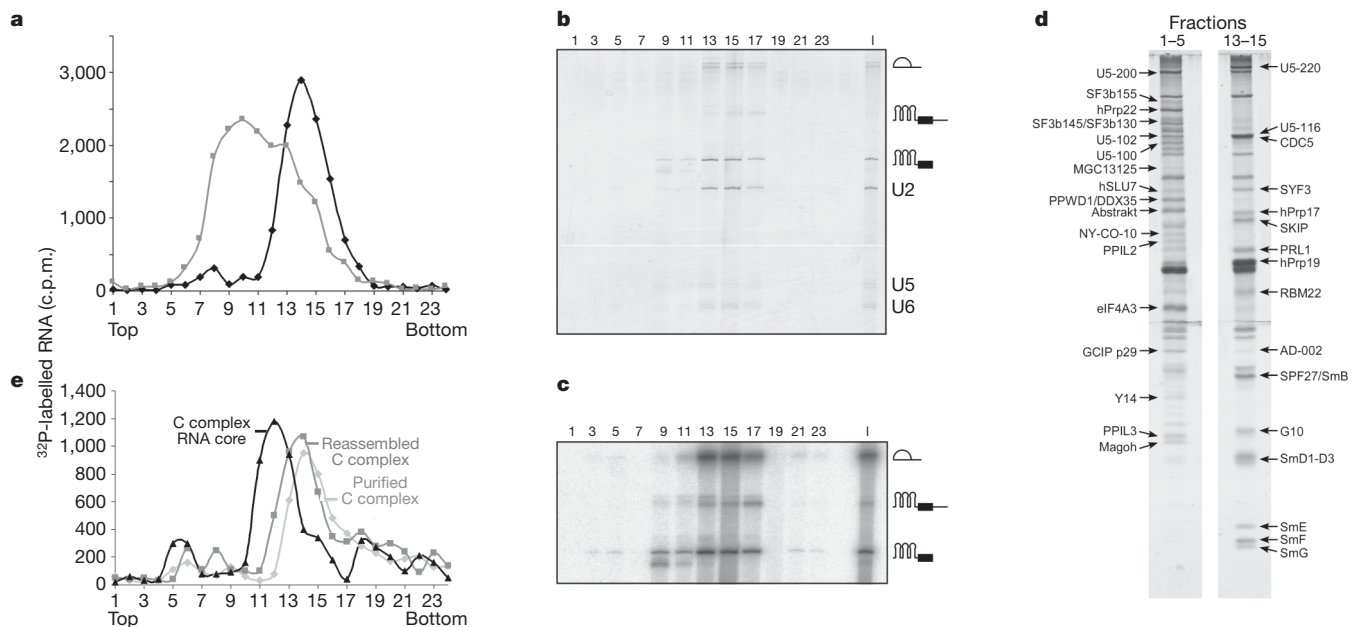 a
3,000
2,000
1,000
0
1 3 5 7 9 11 13 15 17 19 21 23
Top Bottom
³²P-labelled RNA (c.p.m.)
b
1 3 5 7 9 11 13 15 17 19 21 23 I
U2
U5
U6
e
1,400
1,200
1,000
800
600
400
200
0
C complex
RNA core
Reassembled
C complex
Purified
C complex
1 3 5 7 9 11 13 15 17 19 21 23
Top Bottom
c
1 3 5 7 9 11 13 15 17 19 21 23 I
d
Fractions
1–5 13–15
U5-200
SF3b155
hPrp22
SF3b145/SF3b130
U5-102
U5-100
MGC13125
hSLU7
PPWD1/DDX35
Abstrakt
NY-CO-10
PPIL2
eIF4A3
GCIP p29
Y14
PPIL3
Magoh
U5-220
U5-116
CDC5
SYF3
hPrp17
SKIP
PRL1
hPrp19
RBM22
AD-002
SPF27/SmB
G10
SmD1-D3
SmE
SmF
SmG